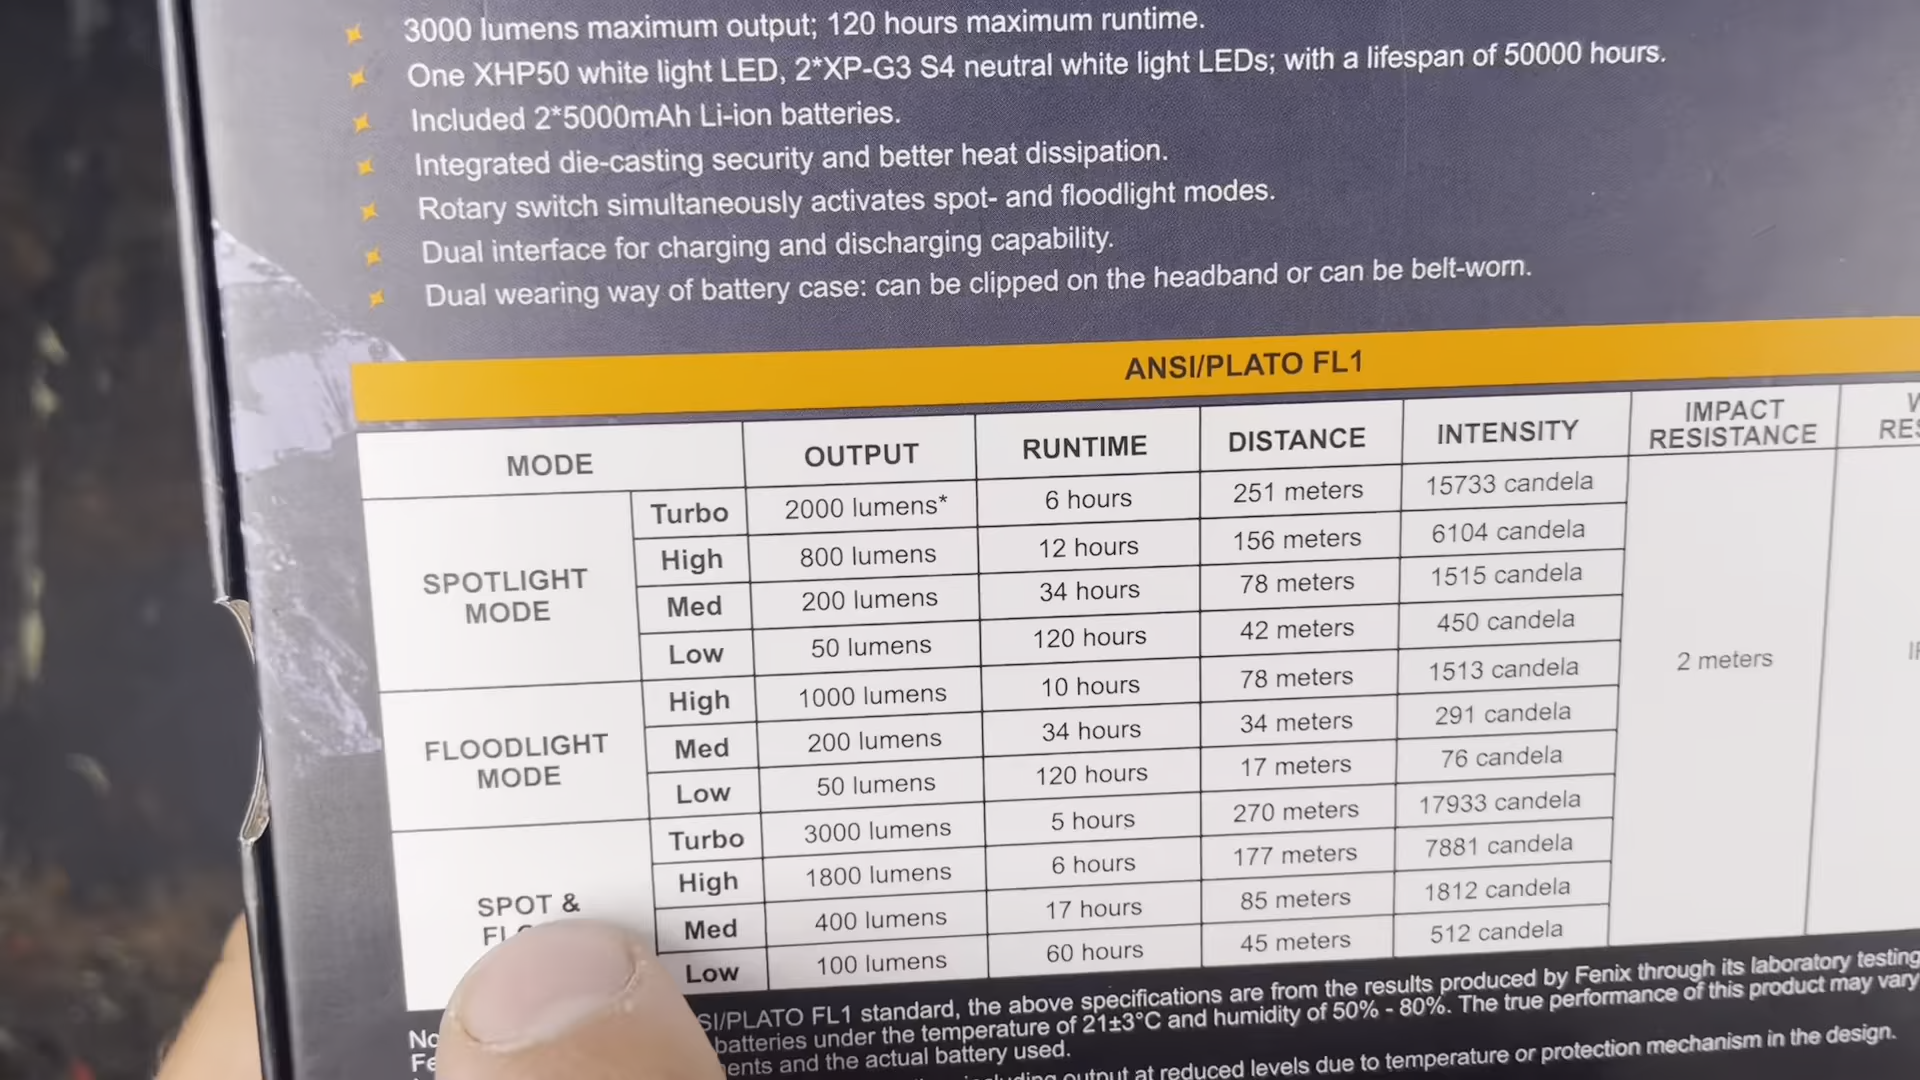 3000 lumens maximum output; 120 hours maximum runtime.
One XHP50 white light LED, 2*XP-G3 S4 neutral white light LEDs; with a lifespan of 50000 hours.
Included 2*5000mAh Li-ion batteries.
Integrated die-casting security and better heat dissipation.
Rotary switch simultaneously activates spot- and floodlight modes.
Dual interface for charging and discharging capability.
Dual wearing way of battery case: can be clipped on the headband or can be belt-worn.
ANSI/PLATO FL1
MODE OUTPUT RUNTIME DISTANCE INTENSITY IMPACT RESISTANCE
SPOTLIGHT MODE
Turbo 2000 lumens* 6 hours 251 meters 15733 candela
High 800 lumens 12 hours 156 meters 6104 candela
Med 200 lumens 34 hours 78 meters 1515 candela
Low 50 lumens 120 hours 42 meters 450 candela
FLOODLIGHT MODE
High 1000 lumens 10 hours 78 meters 1513 candela
Med 200 lumens 34 hours 34 meters 291 candela
Low 50 lumens 120 hours 17 meters 76 candela
SPOT &
Turbo 3000 lumens 5 hours 270 meters 17933 candela
High 1800 lumens 6 hours 177 meters 7881 candela
Med 400 lumens 17 hours 85 meters 1812 candela
Low 100 lumens 60 hours 45 meters 512 candela
2 meters
/PLATO FL1 standard, the above specifications are from the results produced by Fenix through its laboratory testing
batteries under the temperature of 21±3°C and humidity of 50% - 80%. The true performance of this product may vary
and the actual battery used.
output at reduced levels due to temperature or protection mechanism in the design.